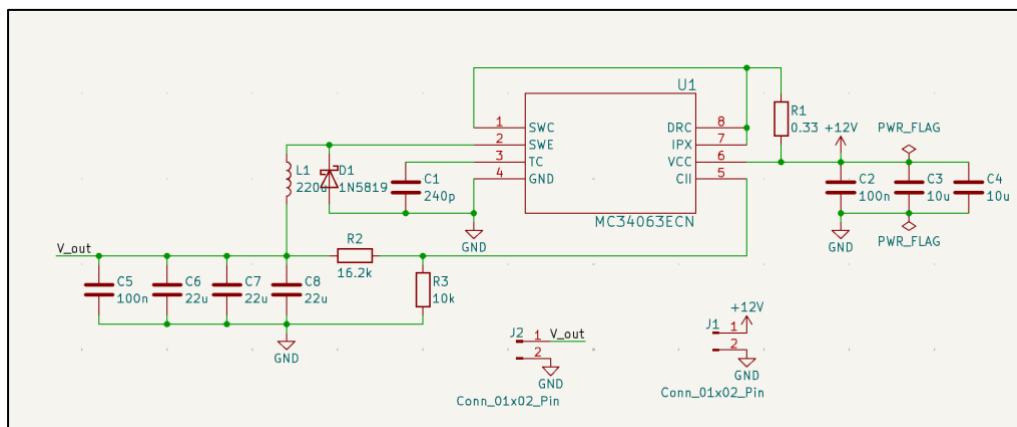 U1
1 SWC DRC 8
2 SWE IPX 7
3 TC VCC 6
4 GND CII 5
MC34063ECN
R1
0.33
+12V
PWR_FLAG
L1
220u
D1
1N5819
C1
240p
C2
100n
C3
10u
C4
10u
GND
GND
PWR_FLAG
V_out
R2
16.2k
C5
100n
C6
22u
C7
22u
C8
22u
R3
10k
GND
J2
1
V_out
2
GND
Conn_01x02_Pin
+12V
J1
1
2
GND
Conn_01x02_Pin